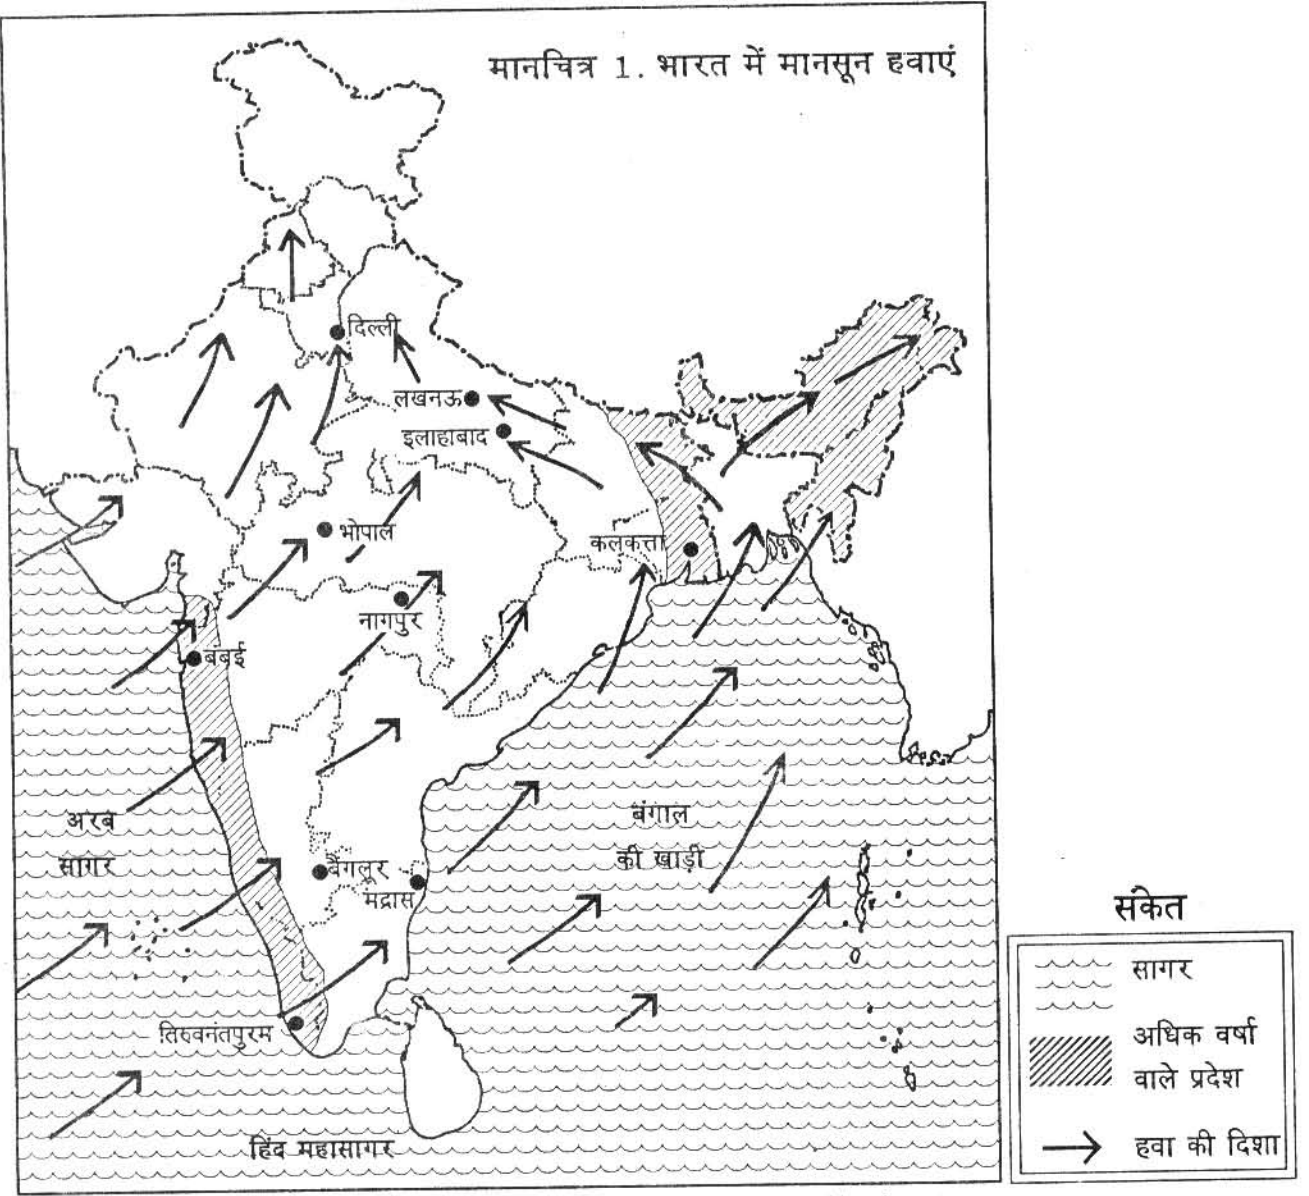 मानचित्र 1. भारत में मानसून हवाएं
दिल्ली
लखनऊ
इलाहाबाद
भोपाल
कलकत्ता
नागपुर
बंबई
अरब
सागर
बंगाल
की खाड़ी
बैंगलूर
मद्रास
तिरुवनंतपुरम
हिंद महासागर
संकेत
सागर
अधिक वर्षा
वाले प्रदेश
हवा की दिशा